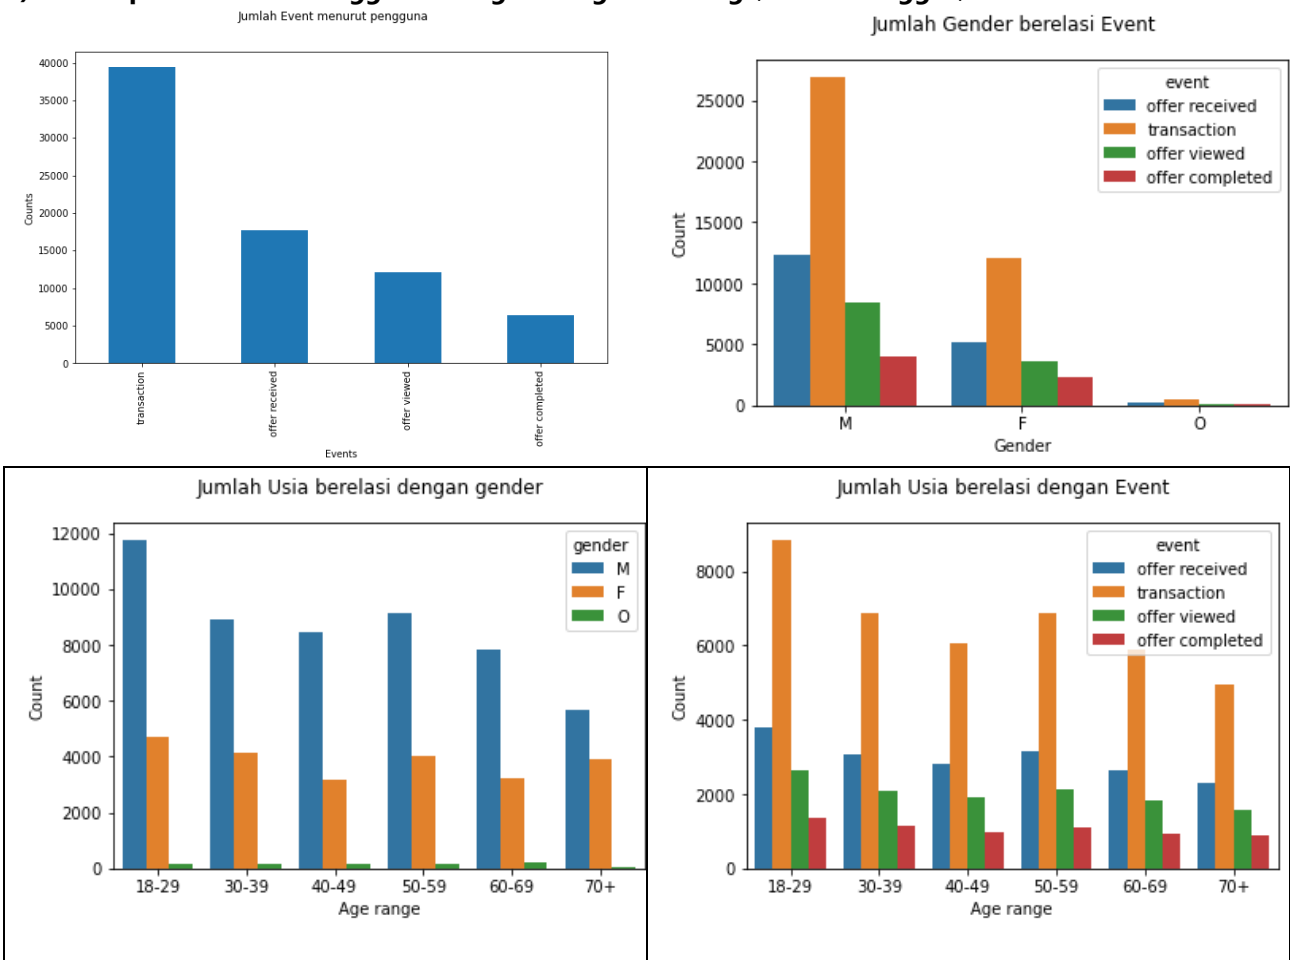 Jumlah Event menurut pengguna
40000
35000
30000
25000
20000
15000
10000
5000
0
Counts
transaction
offer received
offer viewed
offer completed
Events
Jumlah Gender berelasi Event
25000
20000
15000
10000
5000
0
Count
event
offer received
transaction
offer viewed
offer completed
M F O
Gender
Jumlah Usia berelasi dengan gender
12000
10000
8000
6000
4000
2000
0
Count
gender
M
F
O
18-29 30-39 40-49 50-59 60-69 70+
Age range
Jumlah Usia berelasi dengan Event
8000
6000
4000
2000
0
Count
event
offer received
transaction
offer viewed
offer completed
18-29 30-39 40-49 50-59 60-69 70+
Age range